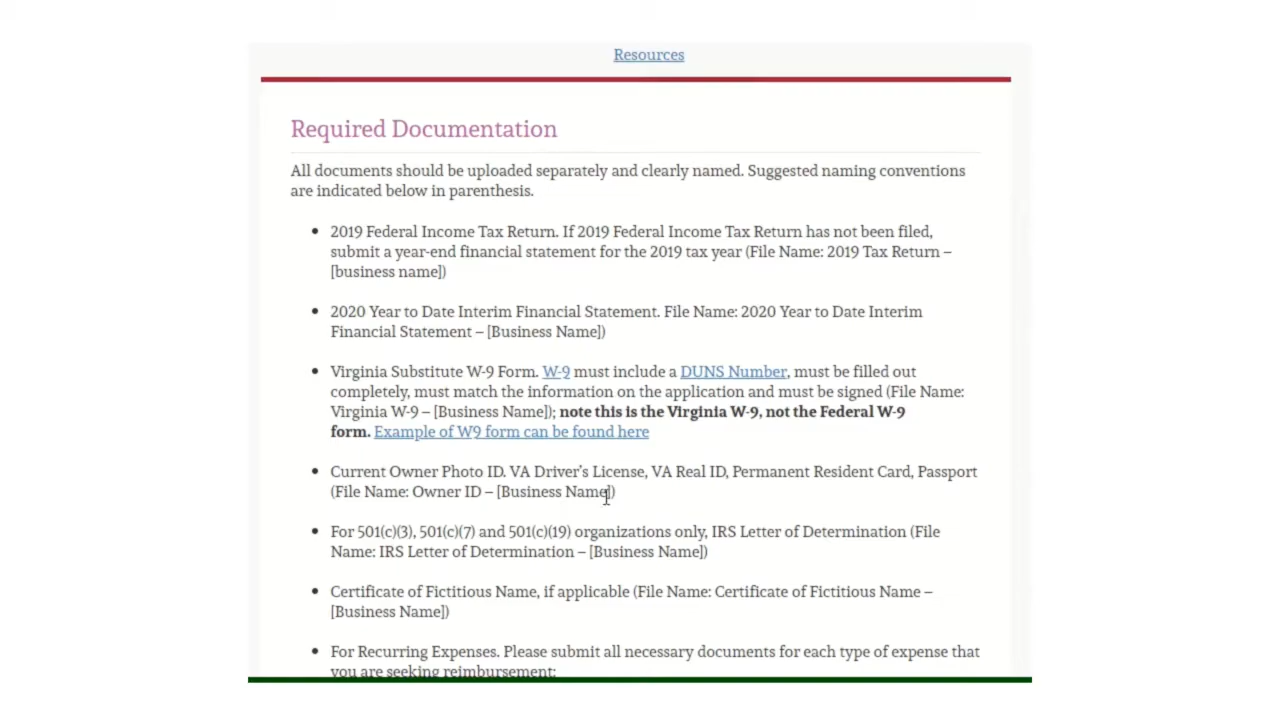 Resources
Required Documentation
All documents should be uploaded separately and clearly named. Suggested naming conventions
are indicated below in parenthesis.
• 2019 Federal Income Tax Return. If 2019 Federal Income Tax Return has not been filed,
submit a year-end financial statement for the 2019 tax year (File Name: 2019 Tax Return –
[business name])
• 2020 Year to Date Interim Financial Statement. File Name: 2020 Year to Date Interim
Financial Statement – [Business Name])
• Virginia Substitute W-9 Form. W-9 must include a DUNS Number, must be filled out
completely, must match the information on the application and must be signed (File Name:
Virginia W-9 – [Business Name]); note this is the Virginia W-9, not the Federal W-9
form. Example of W9 form can be found here
• Current Owner Photo ID. VA Driver's License, VA Real ID, Permanent Resident Card, Passport
(File Name: Owner ID – [Business Name])
• For 501(c)(3), 501(c)(7) and 501(c)(19) organizations only, IRS Letter of Determination (File
Name: IRS Letter of Determination – [Business Name])
• Certificate of Fictitious Name, if applicable (File Name: Certificate of Fictitious Name –
[Business Name])
• For Recurring Expenses. Please submit all necessary documents for each type of expense that
you are seeking reimbursement: